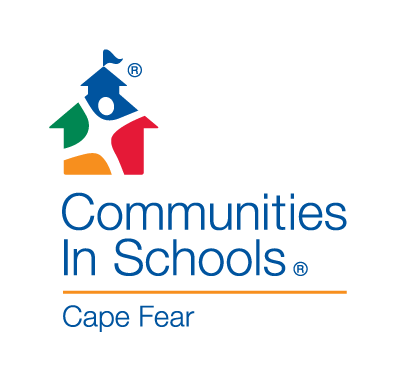 ®
Communities
In Schools®
Cape Fear